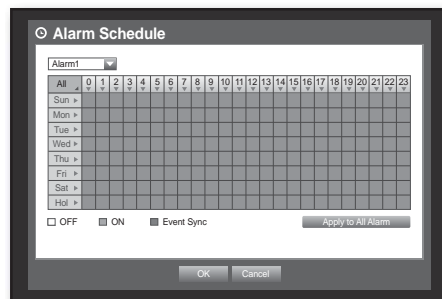 Alarm Schedule
Alarm1
All 0 1 2 3 4 5 6 7 8 9 10 11 12 13 14 15 16 17 18 19 20 21 22 23
Sun
Mon
Tue
Wed
Thu
Fri
Sat
Hol
OFF ON Event Sync Apply to All Alarm
OK Cancel